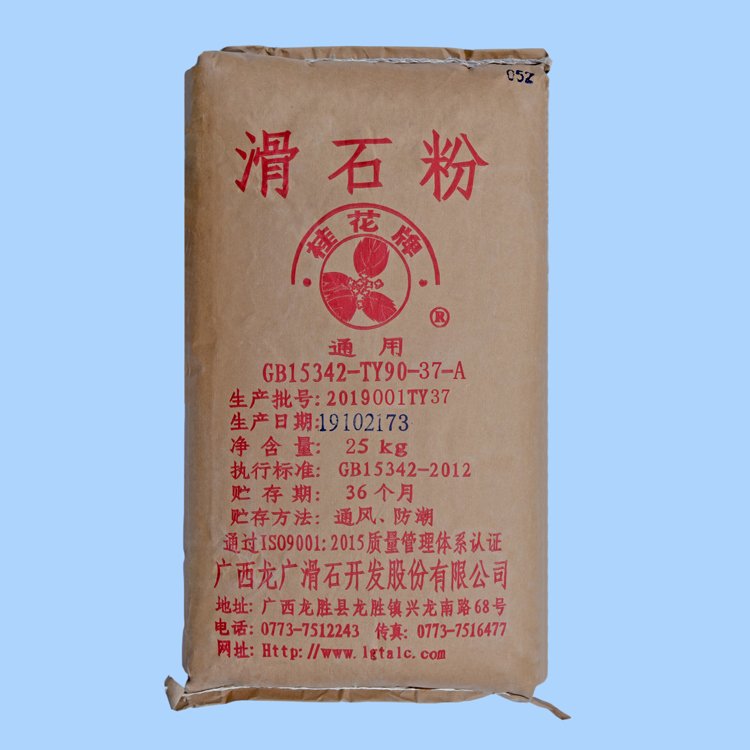 052
滑石粉
桂花牌
®
通用
GB15342-TY90-37-A
生产批号: 2019001TY37
生产日期: 19102173
净含量: 25 kg
执行标准: GB15342-2012
贮存期: 36个月
贮存方法: 通风、防潮
通过ISO9001:2015质量管理体系认证
广西龙广滑石开发股份有限公司
地址: 广西龙胜县龙胜镇兴龙南路68号
电话: 0773-7512243 传真: 0773-7516477
网址: Http://www.lgtalc.com